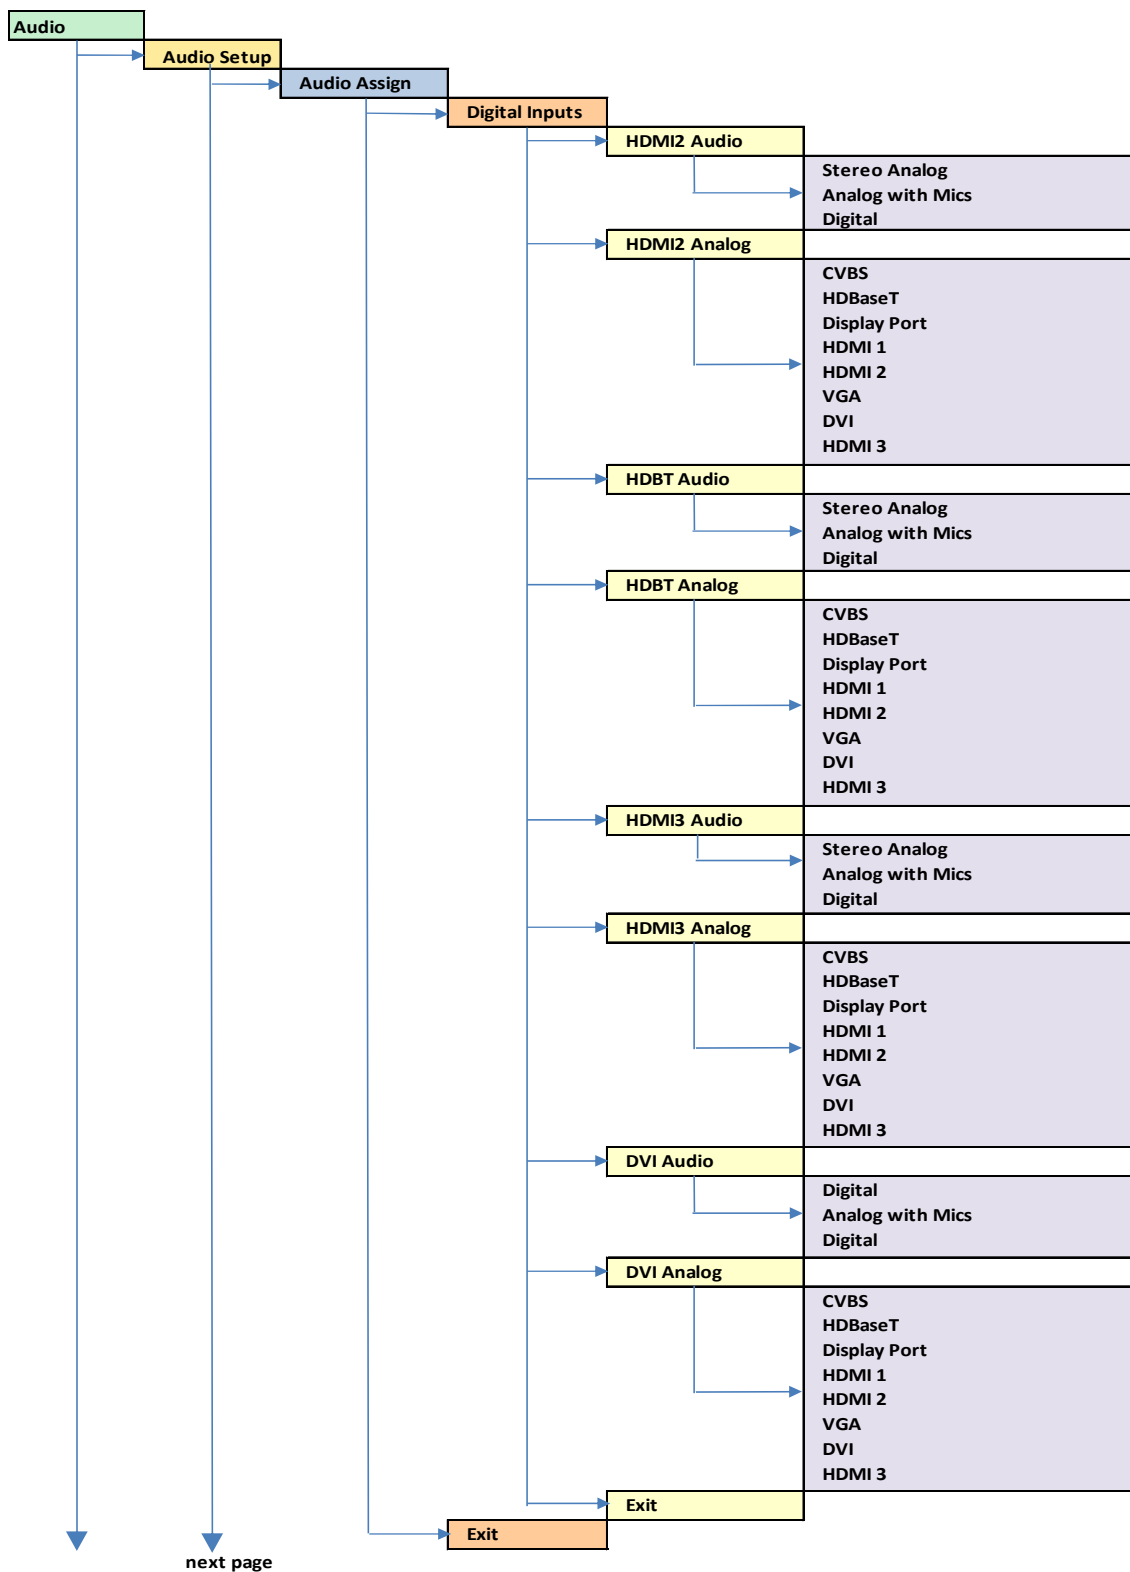 Audio
Audio Setup
Audio Assign
Digital Inputs
HDMI2 Audio
Stereo Analog
Analog with Mics
Digital
HDMI2 Analog
CVBS
HDBaseT
Display Port
HDMI 1
HDMI 2
VGA
DVI
HDMI 3
HDBT Audio
Stereo Analog
Analog with Mics
Digital
HDBT Analog
CVBS
HDBaseT
Display Port
HDMI 1
HDMI 2
VGA
DVI
HDMI 3
HDMI3 Audio
Stereo Analog
Analog with Mics
Digital
HDMI3 Analog
CVBS
HDBaseT
Display Port
HDMI 1
HDMI 2
VGA
DVI
HDMI 3
DVI Audio
Digital
Analog with Mics
Digital
DVI Analog
CVBS
HDBaseT
Display Port
HDMI 1
HDMI 2
VGA
DVI
HDMI 3
Exit
Exit
next page